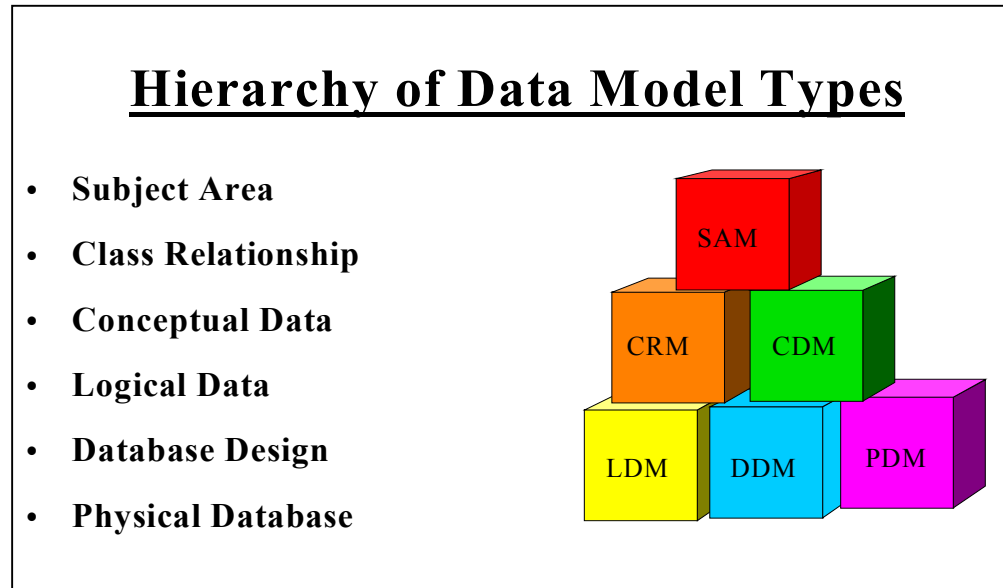 Hierarchy of Data Model Types
• Subject Area
• Class Relationship
• Conceptual Data
• Logical Data
• Database Design
• Physical Database
SAM
CRM CDM
LDM DDM PDM